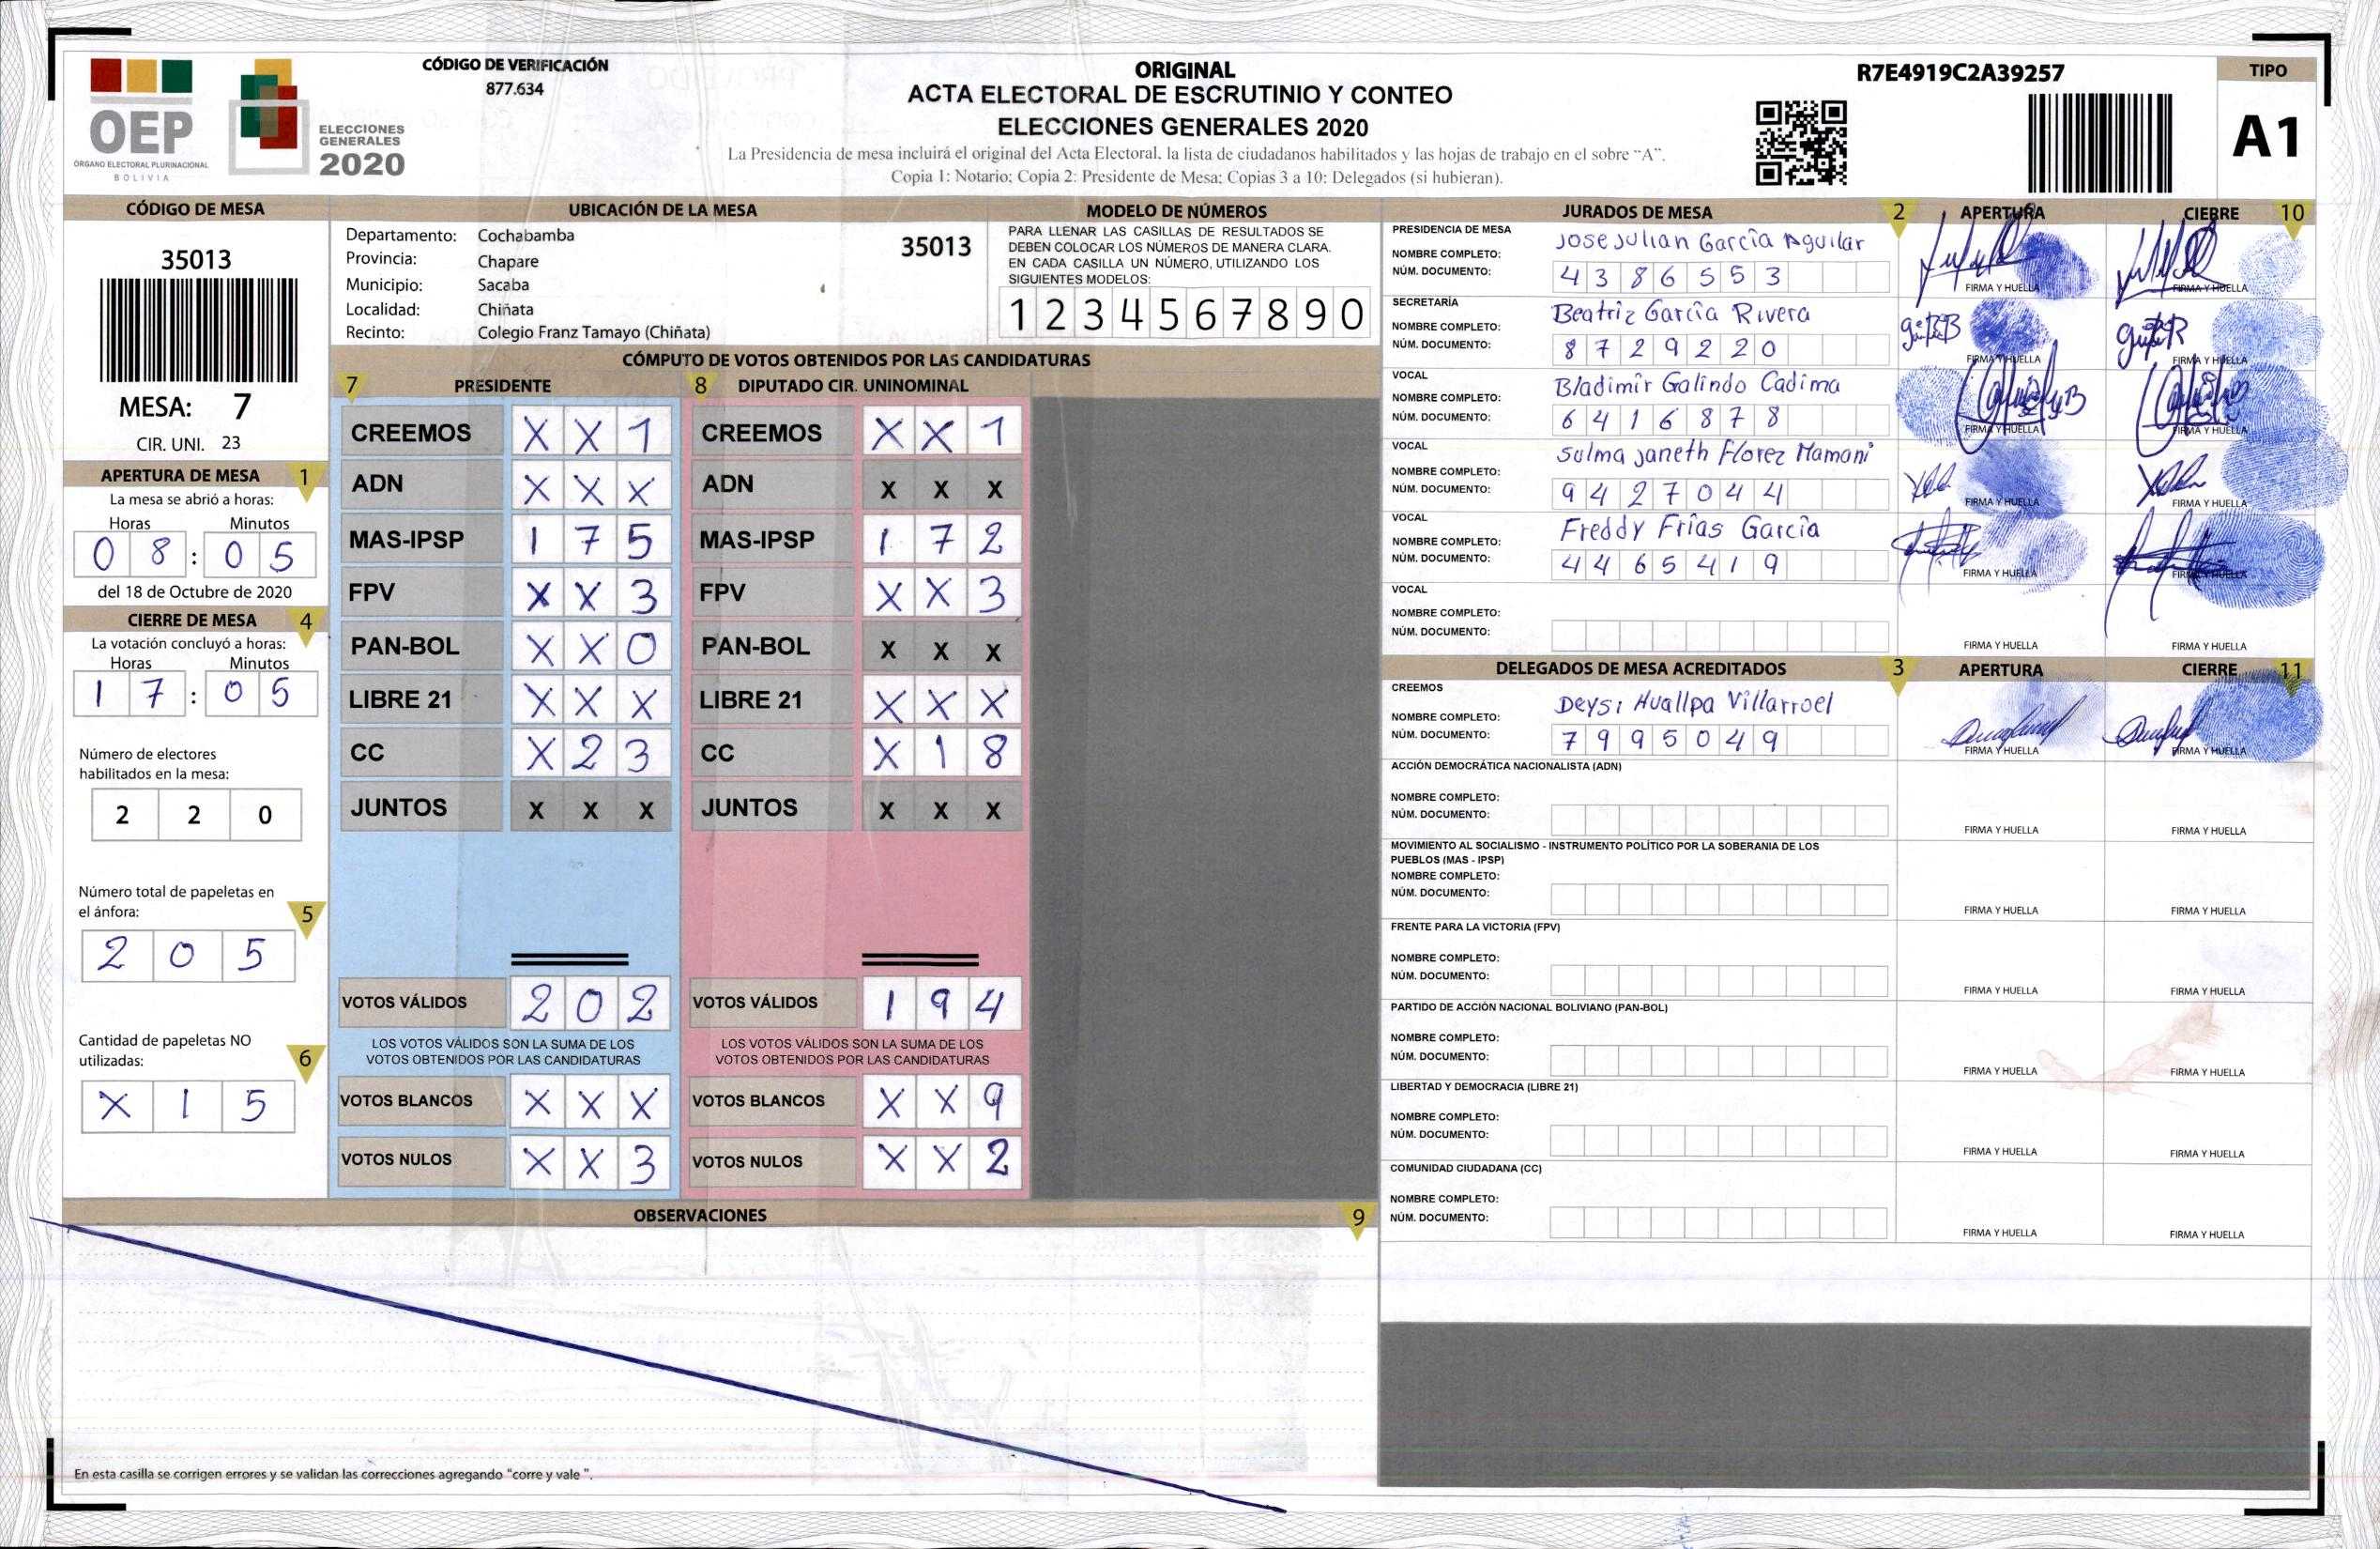 OEP
ÓRGANO ELECTORAL PLURINACIONAL
BOLIVIA
ELECCIONES
GENERALES
2020
CÓDIGO DE VERIFICACIÓN
877.634
ORIGINAL
ACTA ELECTORAL DE ESCRUTINIO Y CONTEO
ELECCIONES GENERALES 2020
La Presidencia de mesa incluirá el original del Acta Electoral, la lista de ciudadanos habilitados y las hojas de trabajo en el sobre "A".
Copia 1: Notario; Copia 2: Presidente de Mesa; Copias 3 a 10: Delegados (si hubieran).
R7E4919C2A39257
TIPO
A1
CÓDIGO DE MESA
35013
MESA: 7
CIR. UNI. 23
APERTURA DE MESA 1
La mesa se abrió a horas:
Horas Minutos
0 8 : 0 5
del 18 de Octubre de 2020
CIERRE DE MESA 4
La votación concluyó a horas:
Horas Minutos
1 7 : 0 5
Número de electores
habilitados en la mesa:
2 2 0
Número total de papeletas en
el ánfora: 5
2 0 5
Cantidad de papeletas NO
utilizadas: 6
X 1 5
UBICACIÓN DE LA MESA
Departamento: Cochabamba
35013
Provincia: Chapare
Municipio: Sacaba
Localidad: Chiñata
Recinto: Colegio Franz Tamayo (Chiñata)
MODELO DE NÚMEROS
PARA LLENAR LAS CASILLAS DE RESULTADOS SE
DEBEN COLOCAR LOS NÚMEROS DE MANERA CLARA.
EN CADA CASILLA UN NÚMERO, UTILIZANDO LOS
SIGUIENTES MODELOS:
1 2 3 4 5 6 7 8 9 0
CÓMPUTO DE VOTOS OBTENIDOS POR LAS CANDIDATURAS
7 PRESIDENTE 8 DIPUTADO CIR. UNINOMINAL
CREEMOS X X 1 CREEMOS X X 1
ADN X X X ADN X X X
MAS-IPSP 1 7 5 MAS-IPSP 1 7 2
FPV X X 3 FPV X X 3
PAN-BOL X X 0 PAN-BOL X X X
LIBRE 21 X X X LIBRE 21 X X X
CC X 2 3 CC X 1 8
JUNTOS X X X JUNTOS X X X
VOTOS VÁLIDOS 2 0 2 VOTOS VÁLIDOS 1 9 4
LOS VOTOS VÁLIDOS SON LA SUMA DE LOS LOS VOTOS VÁLIDOS SON LA SUMA DE LOS
VOTOS OBTENIDOS POR LAS CANDIDATURAS VOTOS OBTENIDOS POR LAS CANDIDATURAS
VOTOS BLANCOS X X X VOTOS BLANCOS X X 9
VOTOS NULOS X X 3 VOTOS NULOS X X 2
OBSERVACIONES 9
En esta casilla se corrigen errores y se validan las correcciones agregando "corre y vale ".
JURADOS DE MESA 2 APERTURA CIERRE 10
PRESIDENCIA DE MESA
NOMBRE COMPLETO: Jose Julian García Aguilar
NÚM. DOCUMENTO: 4 3 8 6 5 5 3
FIRMA Y HUELLA FIRMA Y HUELLA
SECRETARÍA
NOMBRE COMPLETO: Beatriz García Rivera
NÚM. DOCUMENTO: 8 7 2 9 2 2 0
FIRMA Y HUELLA FIRMA Y HUELLA
VOCAL
NOMBRE COMPLETO: Bladimir Galindo Cadima
NÚM. DOCUMENTO: 6 4 1 6 8 7 8
FIRMA Y HUELLA FIRMA Y HUELLA
VOCAL
NOMBRE COMPLETO: Sulma Janeth Florez Mamani
NÚM. DOCUMENTO: 9 4 2 7 0 4 4
FIRMA Y HUELLA FIRMA Y HUELLA
VOCAL
NOMBRE COMPLETO: Freddy Frías García
NÚM. DOCUMENTO: 4 4 6 5 4 1 9
FIRMA Y HUELLA FIRMA Y HUELLA
VOCAL
NOMBRE COMPLETO:
NÚM. DOCUMENTO:
FIRMA Y HUELLA FIRMA Y HUELLA
DELEGADOS DE MESA ACREDITADOS 3 APERTURA CIERRE 11
CREEMOS
NOMBRE COMPLETO: Deysi Huallpa Villarroel
NÚM. DOCUMENTO: 7 9 9 5 0 4 9
FIRMA Y HUELLA FIRMA Y HUELLA
ACCIÓN DEMOCRÁTICA NACIONALISTA (ADN)
NOMBRE COMPLETO:
NÚM. DOCUMENTO:
FIRMA Y HUELLA FIRMA Y HUELLA
MOVIMIENTO AL SOCIALISMO - INSTRUMENTO POLÍTICO POR LA SOBERANIA DE LOS
PUEBLOS (MAS - IPSP)
NOMBRE COMPLETO:
NÚM. DOCUMENTO:
FIRMA Y HUELLA FIRMA Y HUELLA
FRENTE PARA LA VICTORIA (FPV)
NOMBRE COMPLETO:
NÚM. DOCUMENTO:
FIRMA Y HUELLA FIRMA Y HUELLA
PARTIDO DE ACCIÓN NACIONAL BOLIVIANO (PAN-BOL)
NOMBRE COMPLETO:
NÚM. DOCUMENTO:
FIRMA Y HUELLA FIRMA Y HUELLA
LIBERTAD Y DEMOCRACIA (LIBRE 21)
NOMBRE COMPLETO:
NÚM. DOCUMENTO:
FIRMA Y HUELLA FIRMA Y HUELLA
COMUNIDAD CIUDADANA (CC)
NOMBRE COMPLETO:
NÚM. DOCUMENTO:
FIRMA Y HUELLA FIRMA Y HUELLA